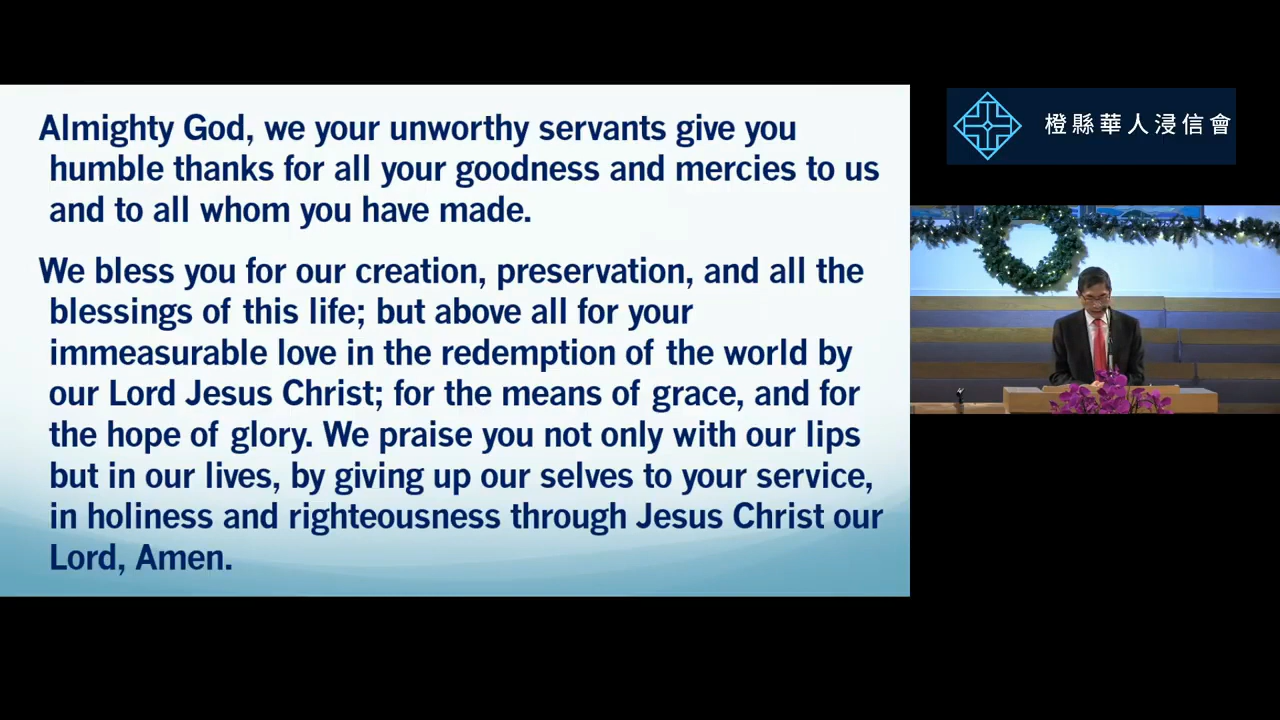 Almighty God, we your unworthy servants give you
humble thanks for all your goodness and mercies to us
and to all whom you have made.
We bless you for our creation, preservation, and all the
blessings of this life; but above all for your
immeasurable love in the redemption of the world by
our Lord Jesus Christ; for the means of grace, and for
the hope of glory. We praise you not only with our lips
but in our lives, by giving up our selves to your service,
in holiness and righteousness through Jesus Christ our
Lord, Amen.
橙縣華人浸信會